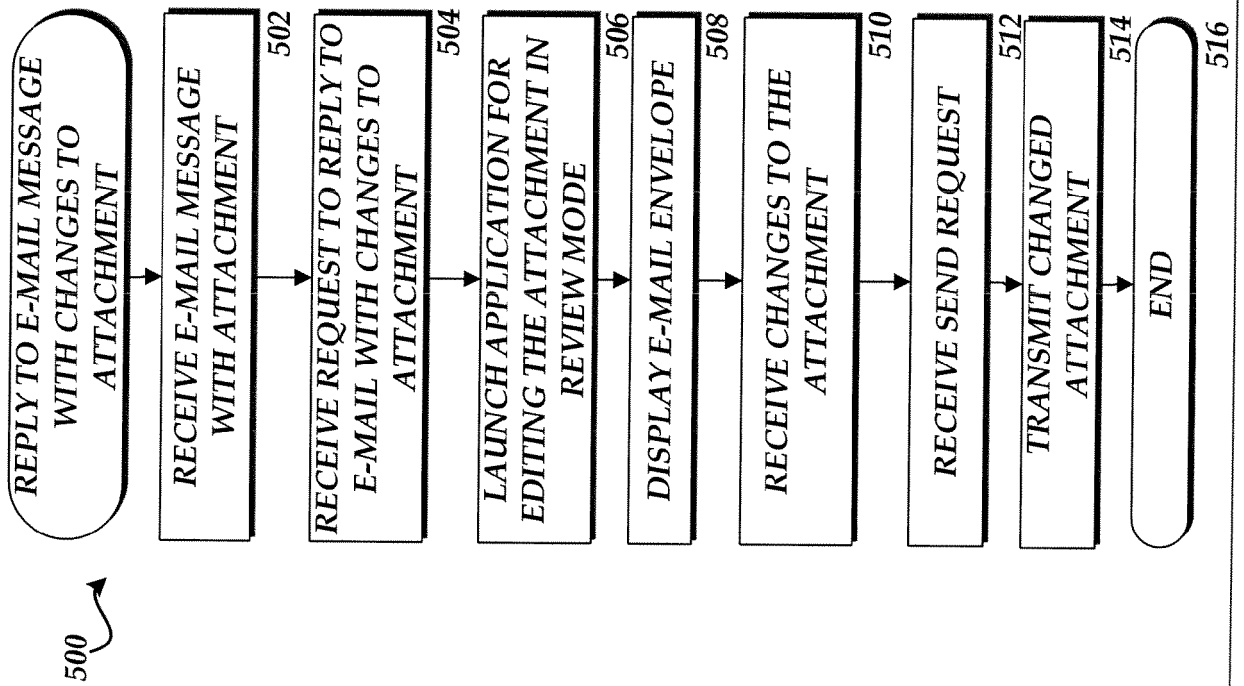 500
REPLY TO E-MAIL MESSAGE
WITH CHANGES TO
ATTACHMENT
RECEIVE E-MAIL MESSAGE
WITH ATTACHMENT
502
RECEIVE REQUEST TO REPLY TO
E-MAIL WITH CHANGES TO
ATTACHMENT
504
LAUNCH APPLICATION FOR
EDITING THE ATTACHMENT IN
REVIEW MODE
506
DISPLAY E-MAIL ENVELOPE
508
RECEIVE CHANGES TO THE
ATTACHMENT
510
RECEIVE SEND REQUEST
512
TRANSMIT CHANGED
ATTACHMENT
514
END
516